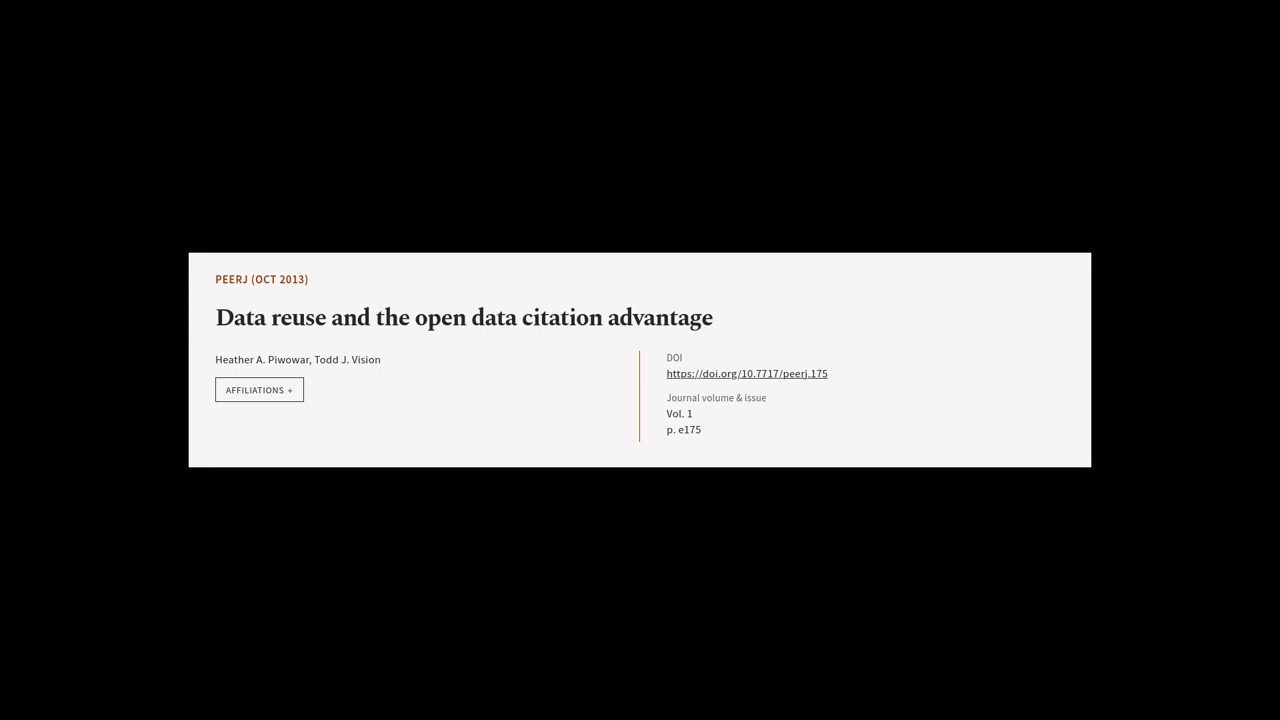 PEERJ (OCT 2013)
Data reuse and the open data citation advantage
Heather A. Piwowar, Todd J. Vision
AFFILIATIONS +
DOI
https://doi.org/10.7717/peerj.175
Journal volume & issue
Vol. 1
p. e175